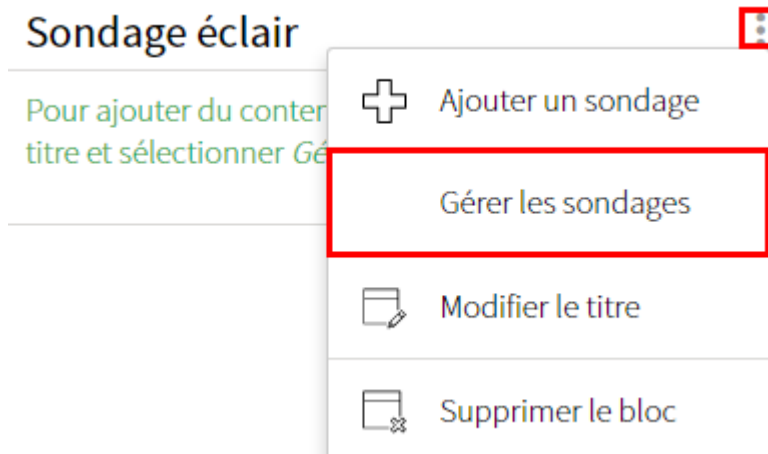 Sondage éclair
Pour ajouter du conten
titre et sélectionner Gé
Ajouter un sondage
Gérer les sondages
Modifier le titre
Supprimer le bloc